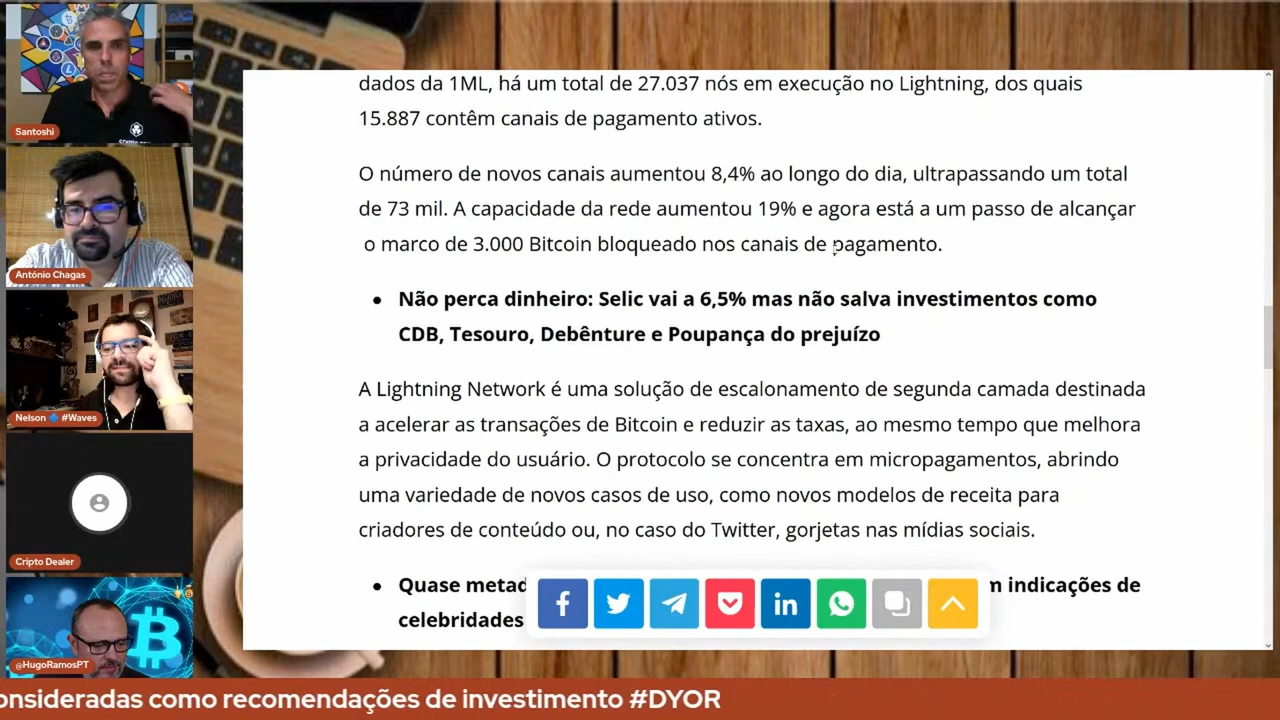 Santoshi
António Chagas
Nelson #Waves
Cripto Dealer
@HugoRamosPT
dados da 1ML, há um total de 27.037 nós em execução no Lightning, dos quais
15.887 contêm canais de pagamento ativos.
O número de novos canais aumentou 8,4% ao longo do dia, ultrapassando um total
de 73 mil. A capacidade da rede aumentou 19% e agora está a um passo de alcançar
o marco de 3.000 Bitcoin bloqueado nos canais de pagamento.
• Não perca dinheiro: Selic vai a 6,5% mas não salva investimentos como
CDB, Tesouro, Debênture e Poupança do prejuízo
A Lightning Network é uma solução de escalonamento de segunda camada destinada
a acelerar as transações de Bitcoin e reduzir as taxas, ao mesmo tempo que melhora
a privacidade do usuário. O protocolo se concentra em micropagamentos, abrindo
uma variedade de novos casos de uso, como novos modelos de receita para
criadores de conteúdo ou, no caso do Twitter, gorjetas nas mídias sociais.
• Quase metad m indicações de
celebridades
onsideradas como recomendações de investimento #DYOR